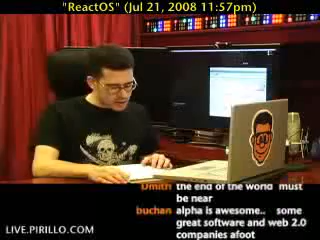 "ReactOS" (Jul 21, 2008 11:57pm)
Dmith the end of the world must
be near
buchan alpha is awesome.. some
great software and web 2.0
companies afoot
LIVE.PIRILLO.COM